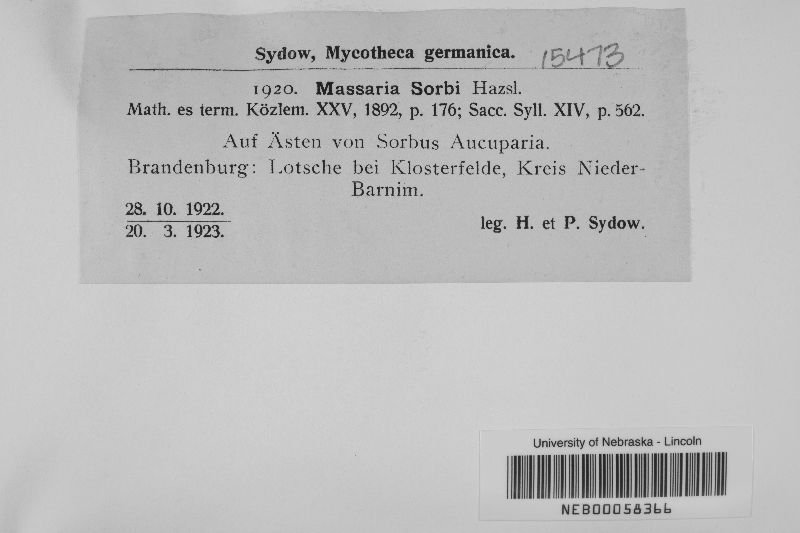 Sydow, Mycotheca germanica. 15473
1920. Massaria Sorbi Hazsl.
Math. es term. Közlem. XXV, 1892, p. 176; Sacc. Syll. XIV, p. 562.
Auf Ästen von Sorbus Aucuparia.
Brandenburg: Lotsche bei Klosterfelde, Kreis Nieder-
Barnim.
28. 10. 1922.
20. 3. 1923.
leg. H. et P. Sydow.
University of Nebraska - Lincoln
NEB00058366